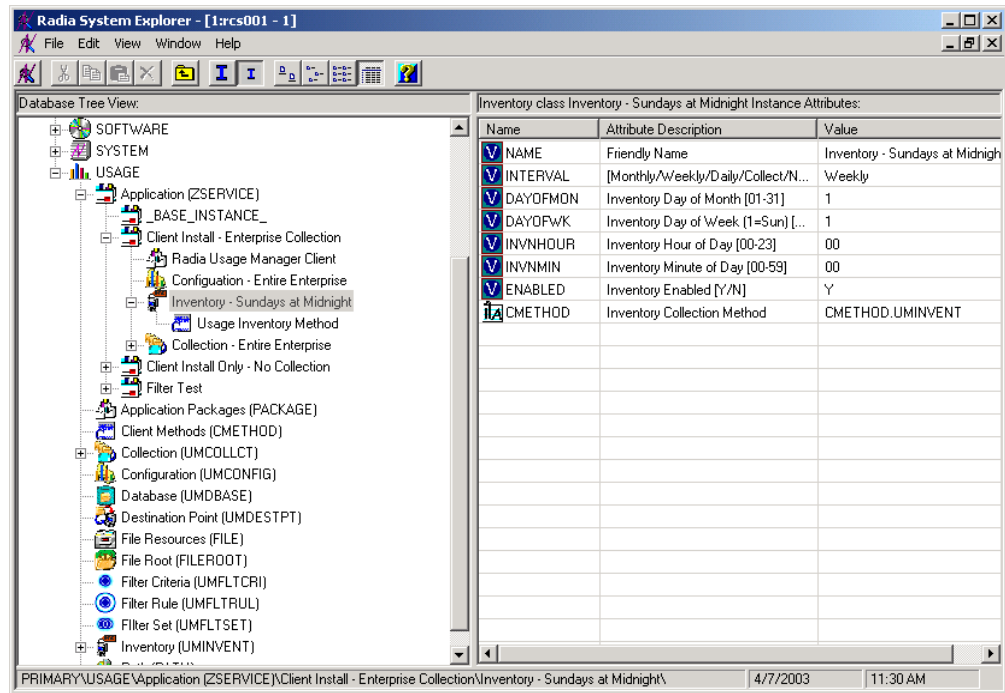 Radia System Explorer - [1:rcs001 - 1]
File Edit View Window Help
Database Tree View:
SOFTWARE
SYSTEM
USAGE
Application (ZSERVICE)
_BASE_INSTANCE_
Client Install - Enterprise Collection
Radia Usage Manager Client
Configuation - Entire Enterprise
Inventory - Sundays at Midnight
Usage Inventory Method
Collection - Entire Enterprise
Client Install Only - No Collection
Filter Test
Application Packages (PACKAGE)
Client Methods (CMETHOD)
Collection (UMCOLLCT)
Configuration (UMCONFIG)
Database (UMDBASE)
Destination Point (UMDESTPT)
File Resources (FILE)
File Root (FILEROOT)
Filter Criteria (UMFLTCRI)
Filter Rule (UMFLTRUL)
FIlter Set (UMFLTSET)
Inventory (UMINVENT)
Inventory class Inventory - Sundays at Midnight Instance Attributes:
Name Attribute Description Value
NAME Friendly Name Inventory - Sundays at Midnigh
INTERVAL [Monthly/Weekly/Daily/Collect/N... Weekly
DAYOFMON Inventory Day of Month [01-31] 1
DAYOFWK Inventory Day of Week (1=Sun) [... 1
INVNHOUR Inventory Hour of Day [00-23] 00
INVNMIN Inventory Minute of Day [00-59] 00
ENABLED Inventory Enabled [Y/N] Y
CMETHOD Inventory Collection Method CMETHOD.UMINVENT
PRIMARY\USAGE\Application (ZSERVICE)\Client Install - Enterprise Collection\Inventory - Sundays at Midnight\ 4/7/2003 11:30 AM